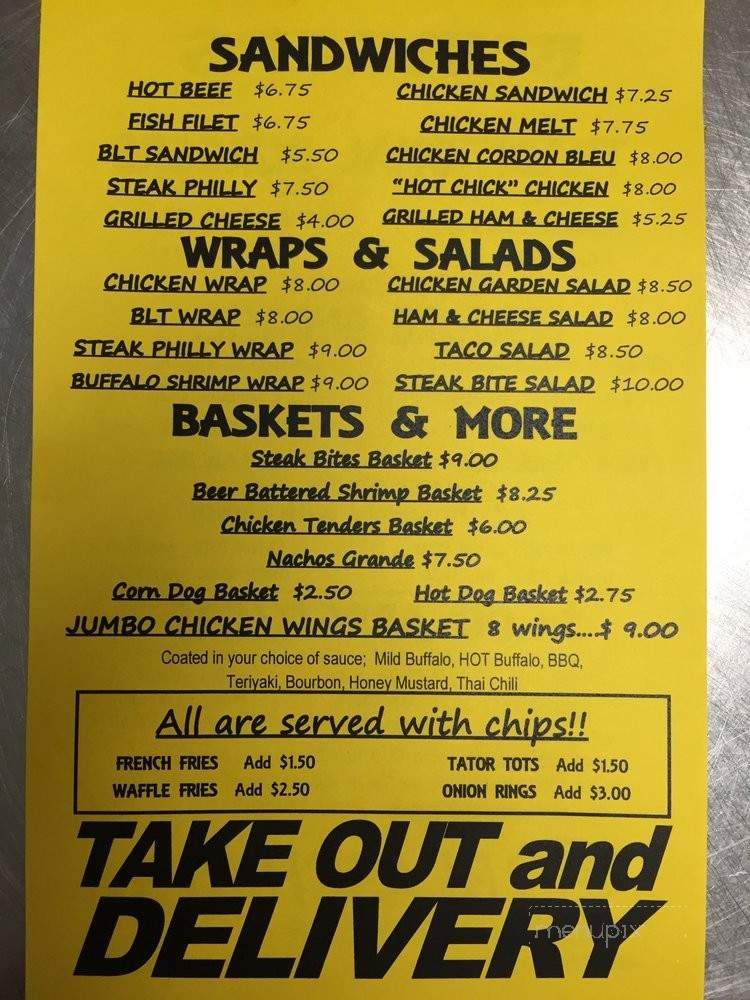 SANDWICHES
HOT BEEF $6.75 CHICKEN SANDWICH $7.25
FISH FILET $6.75 CHICKEN MELT $7.75
BLT SANDWICH $5.50 CHICKEN CORDON BLEU $8.00
STEAK PHILLY $7.50 "HOT CHICK" CHICKEN $8.00
GRILLED CHEESE $4.00 GRILLED HAM & CHEESE $5.25
WRAPS & SALADS
CHICKEN WRAP $8.00 CHICKEN GARDEN SALAD $8.50
BLT WRAP $8.00 HAM & CHEESE SALAD $8.00
STEAK PHILLY WRAP $9.00 TACO SALAD $8.50
BUFFALO SHRIMP WRAP $9.00 STEAK BITE SALAD $10.00
BASKETS & MORE
Steak Bites Basket $9.00
Beer Battered Shrimp Basket $8.25
Chicken Tenders Basket $6.00
Nachos Grande $7.50
Corn Dog Basket $2.50 Hot Dog Basket $2.75
JUMBO CHICKEN WINGS BASKET 8 wings....$ 9.00
Coated in your choice of sauce; Mild Buffalo, HOT Buffalo, BBQ,
Teriyaki, Bourbon, Honey Mustard, Thai Chili
All are served with chips!!
FRENCH FRIES Add $1.50 TATOR TOTS Add $1.50
WAFFLE FRIES Add $2.50 ONION RINGS Add $3.00
TAKE OUT and
DELIVERY
menupix